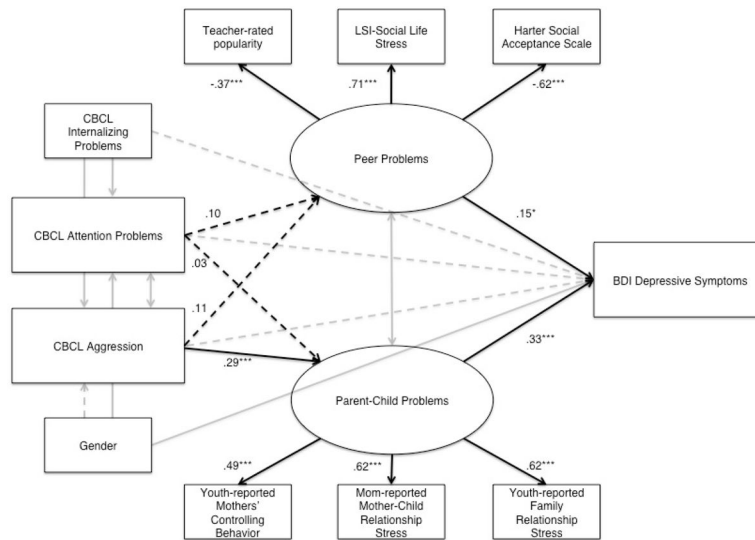 Teacher-rated
popularity
LSI-Social Life
Stress
Harter Social
Acceptance Scale
-.37***
.71***
-.62***
CBCL
Internalizing
Problems
Peer Problems
CBCL Attention Problems
.10
.03
.15*
BDI Depressive Symptoms
.11
CBCL Aggression
.29***
.33***
Parent-Child Problems
Gender
.49***
.62***
.62***
Youth-reported
Mothers'
Controlling
Behavior
Mom-reported
Mother-Child
Relationship
Stress
Youth-reported
Family
Relationship
Stress